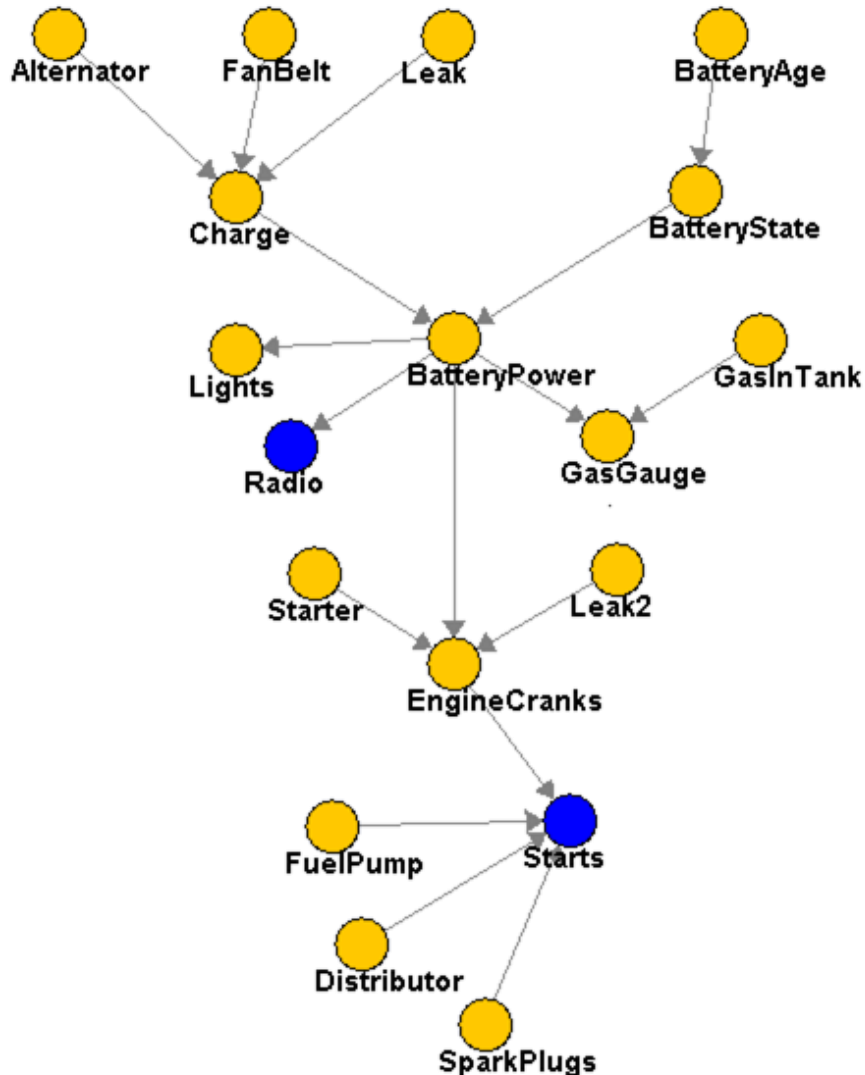 Alternator
FanBelt
Leak
BatteryAge
Charge
BatteryState
Lights
BatteryPower
GasInTank
Radio
GasGauge
Starter
Leak2
EngineCranks
FuelPump
Starts
Distributor
SparkPlugs